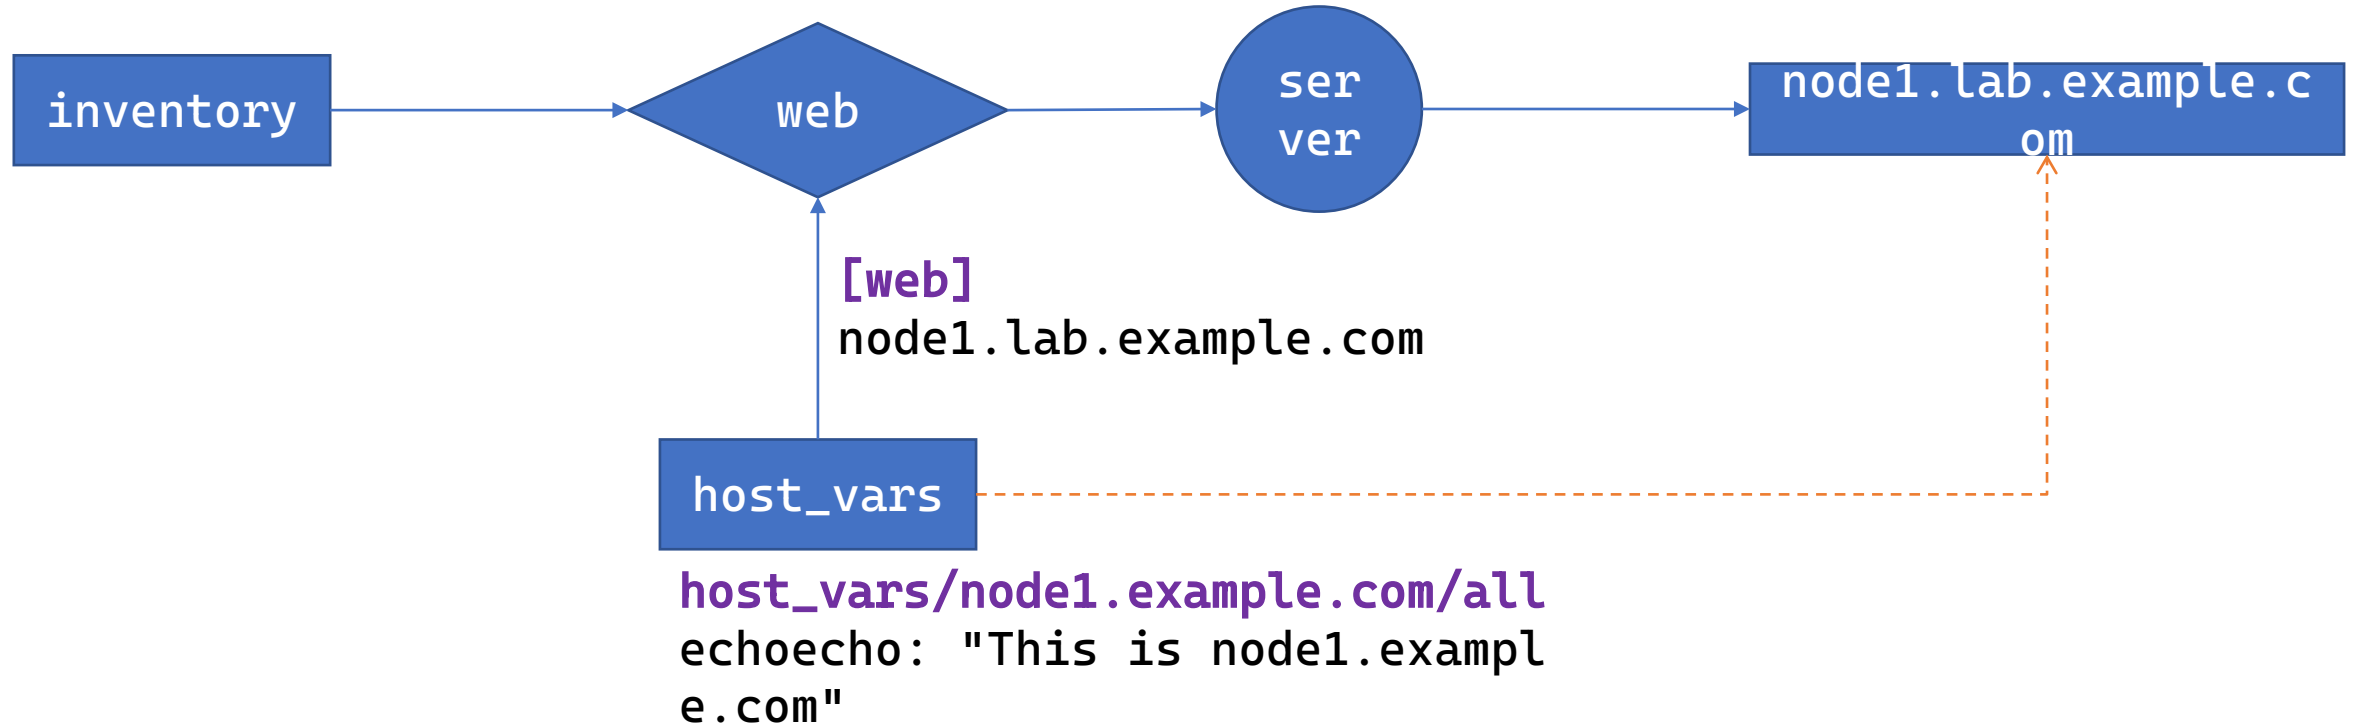 inventory
web
ser
ver
node1.lab.example.c
om
[web]
node1.lab.example.com
host_vars
host_vars/node1.example.com/all
echoecho: "This is node1.exampl
e.com"